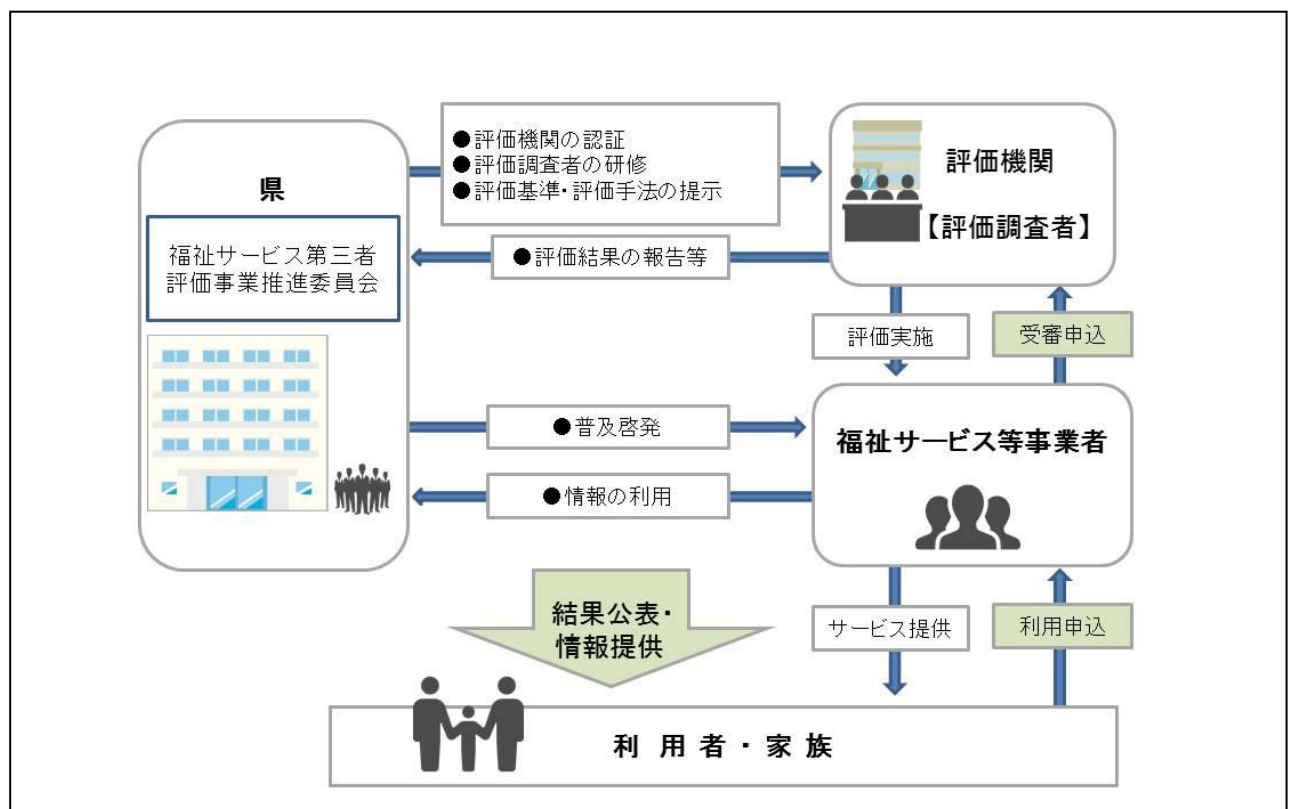 県
福祉サービス第三者
評価事業推進委員会
●評価機関の認証
●評価調査者の研修
●評価基準・評価手法の提示
●評価結果の報告等
評価機関
【評価調査者】
評価実施
受審申込
●普及啓発
●情報の利用
福祉サービス等事業者
結果公表・
情報提供
サービス提供
利用申込
利用者・家族